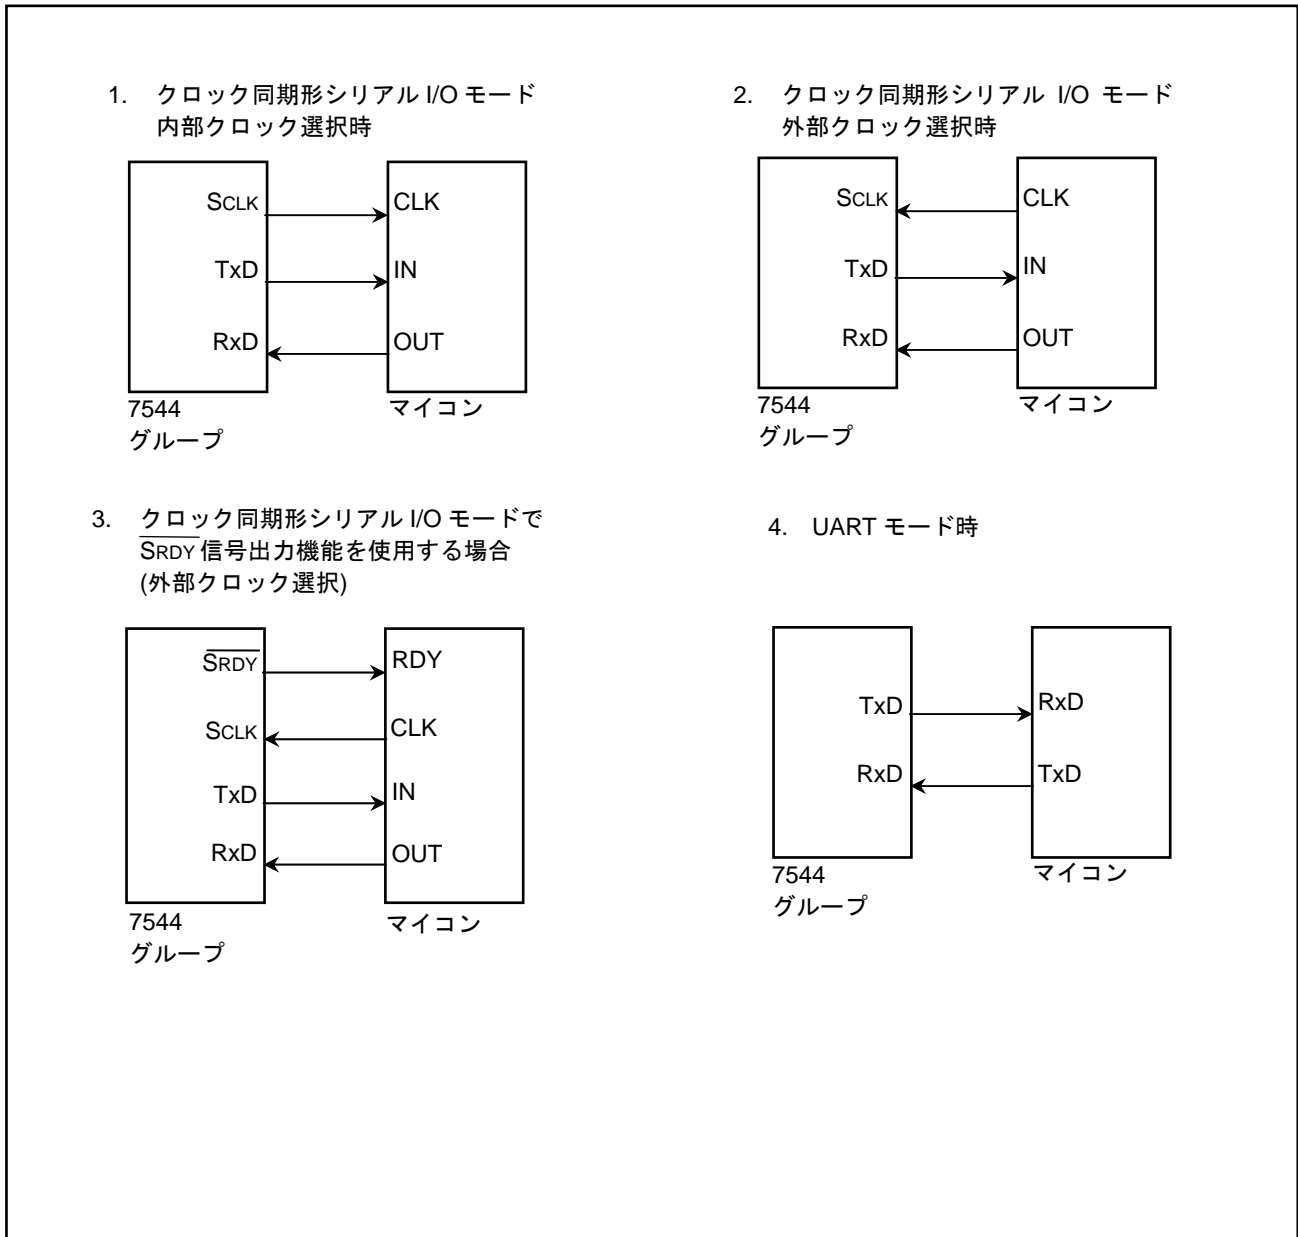 1. クロック同期形シリアル I/O モード
内部クロック選択時
SCLK
CLK
TxD
IN
RxD
OUT
7544
グループ
マイコン
2. クロック同期形シリアル I/O モード
外部クロック選択時
SCLK
CLK
TxD
IN
RxD
OUT
7544
グループ
マイコン
3. クロック同期形シリアル I/O モードで
SRDY 信号出力機能を使用する場合
(外部クロック選択)
SRDY
RDY
SCLK
CLK
TxD
IN
RxD
OUT
7544
グループ
マイコン
4. UART モード時
TxD
RxD
RxD
TxD
7544
グループ
マイコン